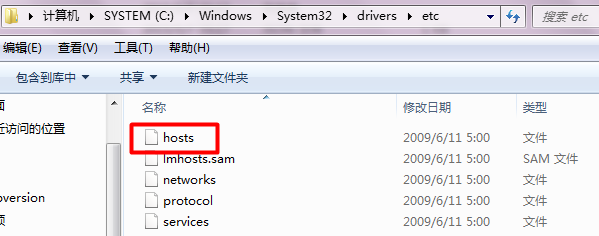 计算机 SYSTEM (C:) Windows System32 drivers etc 搜索 etc
编辑(E) 查看(V) 工具(T) 帮助(H)
包含到库中 共享 新建文件夹
名称 修改日期 类型
hosts 2009/6/11 5:00 文件
近访问的位置 lmhosts.sam 2009/6/11 5:00 SAM 文件
networks 2009/6/11 5:00 文件
oversion protocol 2009/6/11 5:00 文件
services 2009/6/11 5:00 文件